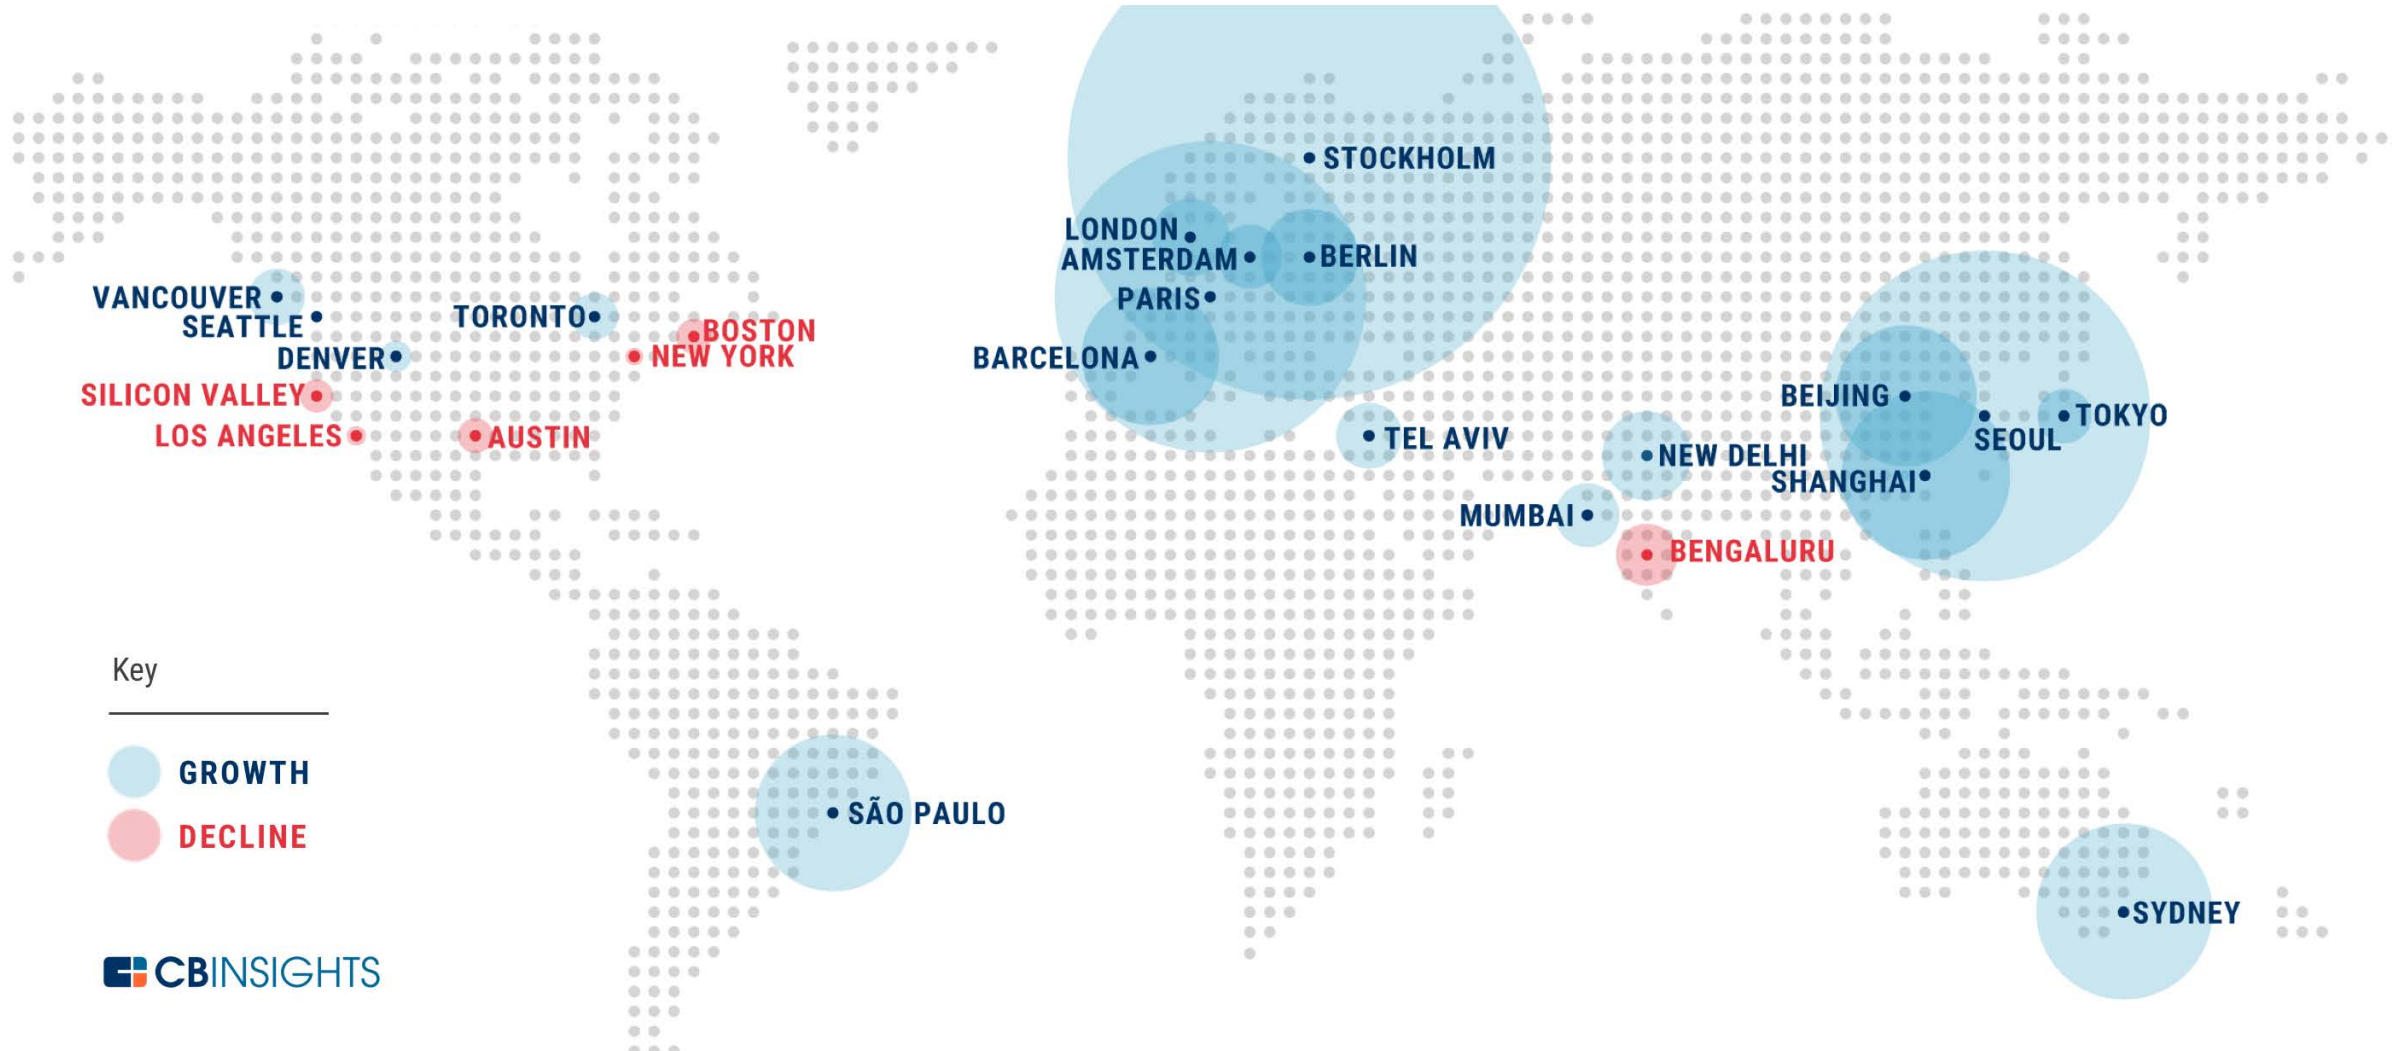 STOCKHOLM
LONDON
AMSTERDAM
BERLIN
PARIS
BARCELONA
VANCOUVER
SEATTLE
TORONTO
BOSTON
NEW YORK
DENVER
SILICON VALLEY
LOS ANGELES
AUSTIN
TEL AVIV
NEW DELHI
MUMBAI
BENGALURU
BEIJING
TOKYO
SEOUL
SHANGHAI
SÃO PAULO
SYDNEY
Key
GROWTH
DECLINE
CBINSIGHTS